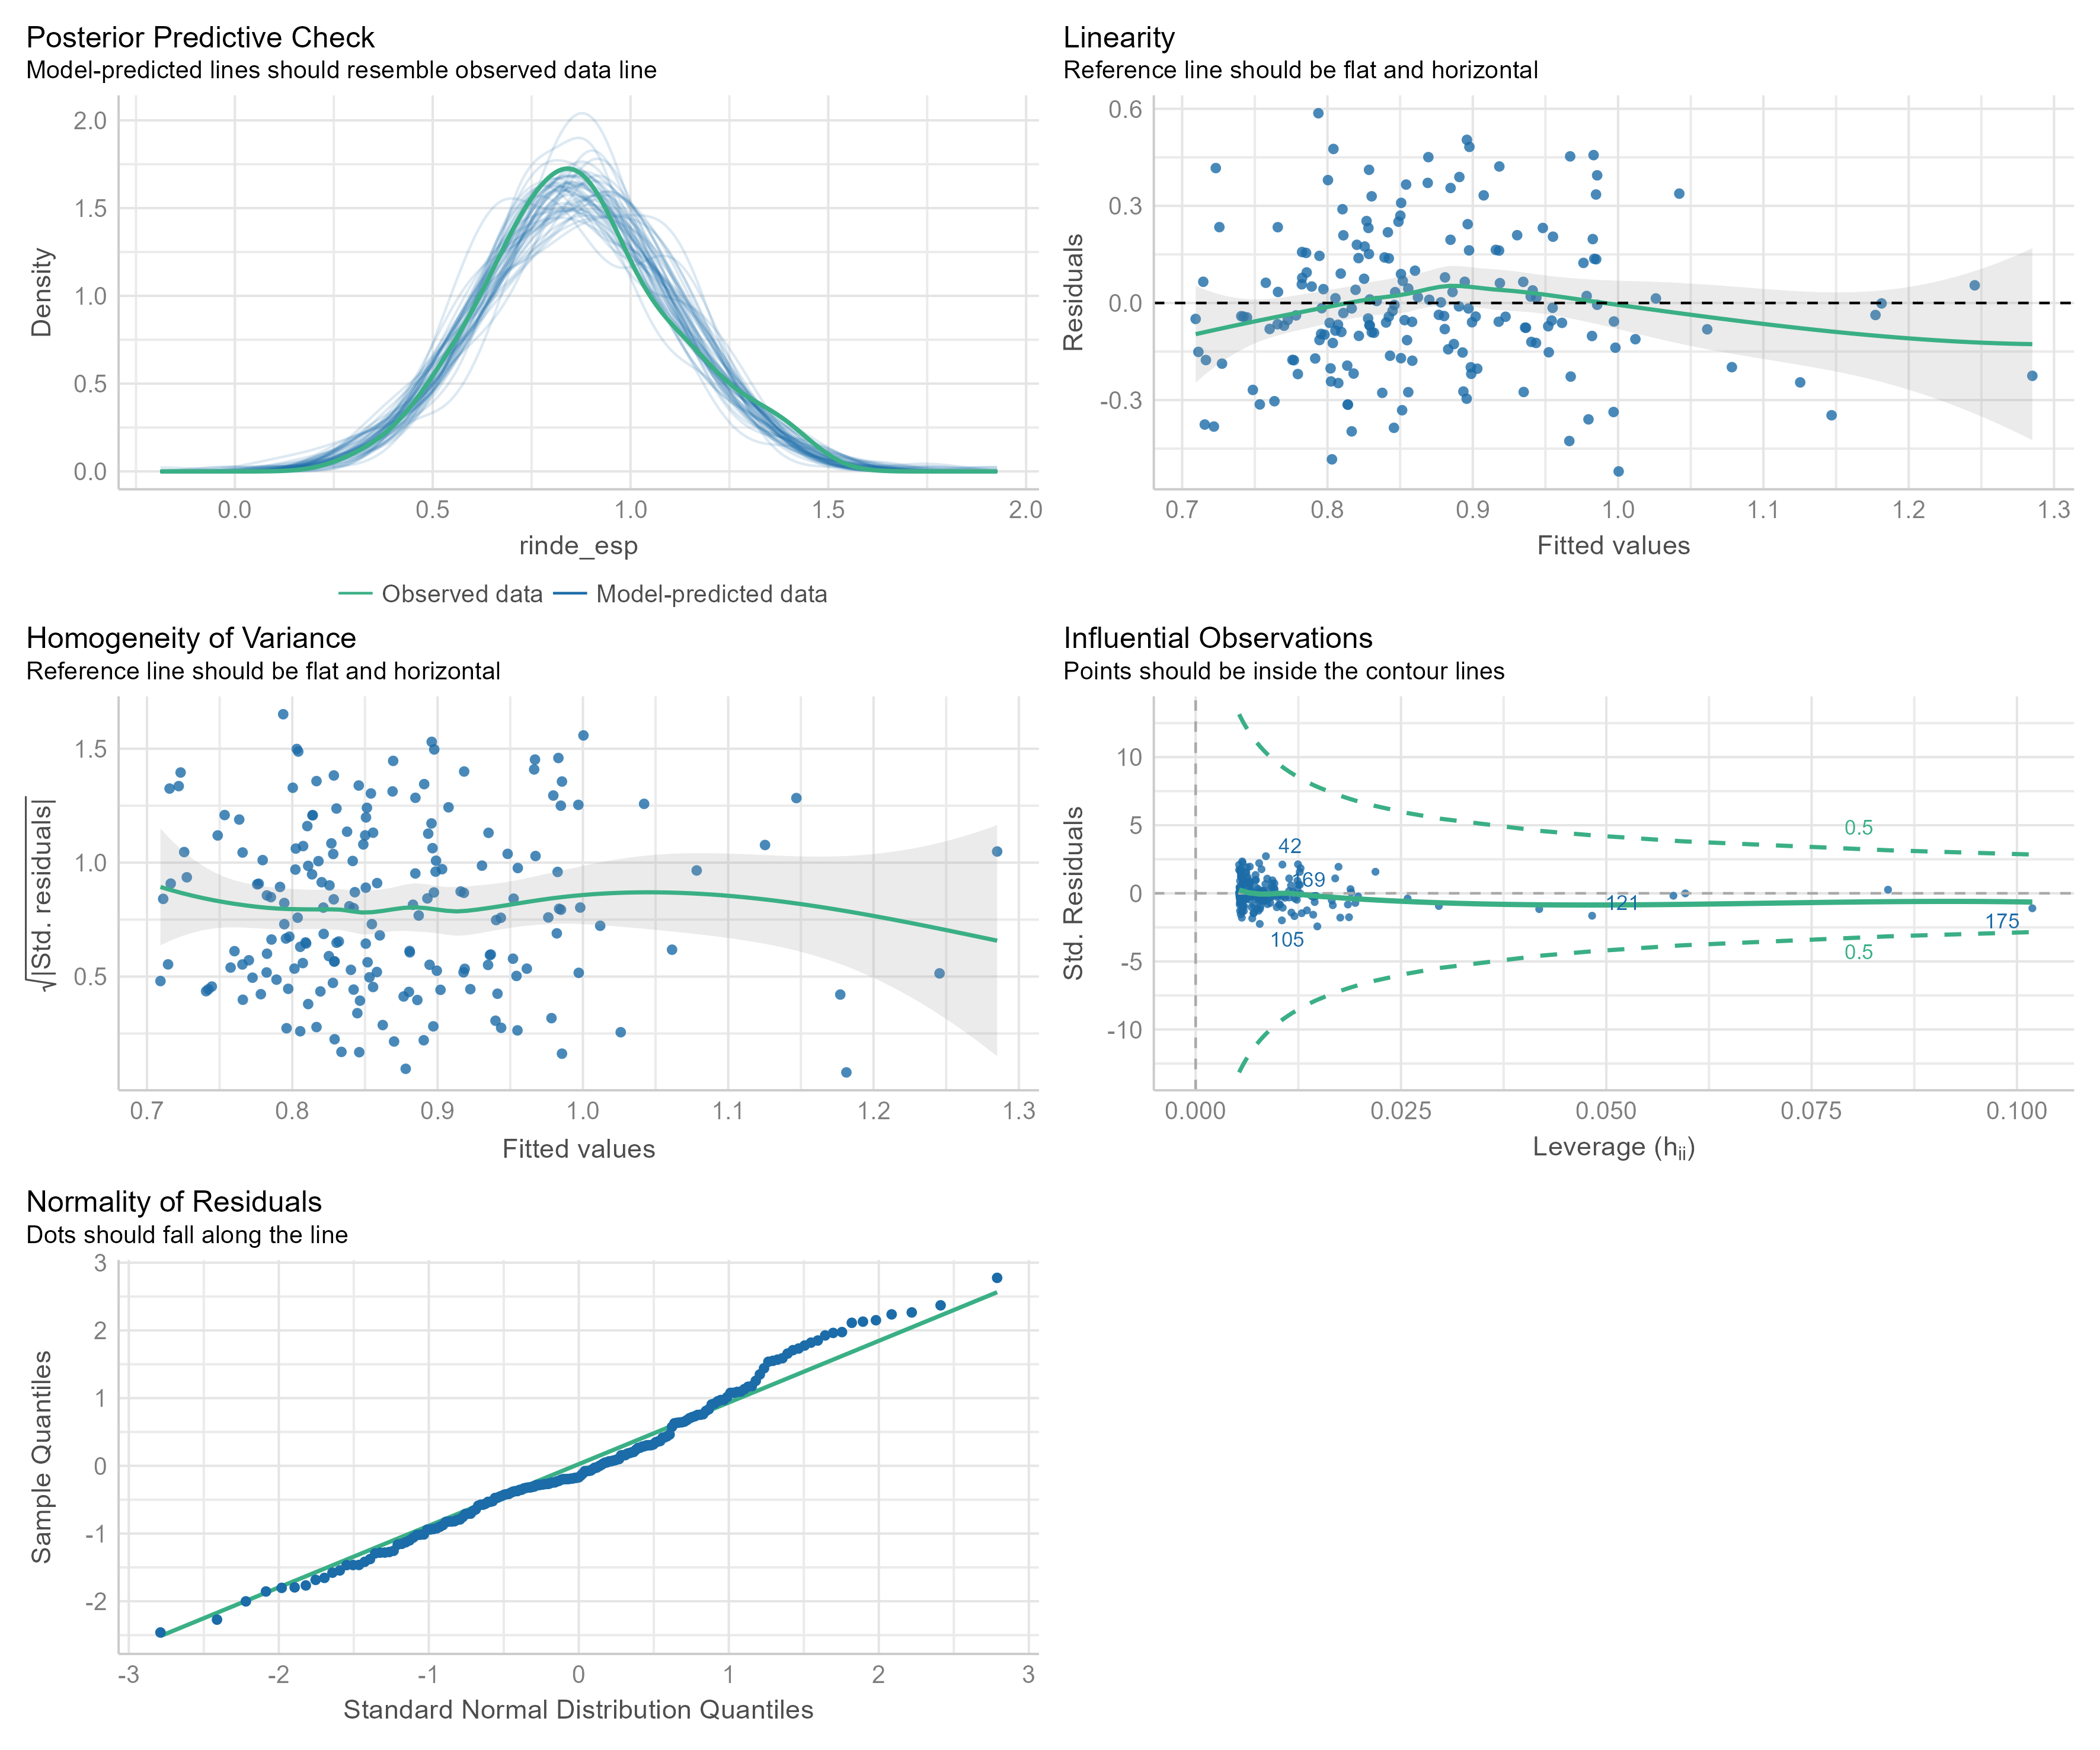 Posterior Predictive Check
Model-predicted lines should resemble observed data line
2.0
1.5
1.0
0.5
0.0
Density
0.0 0.5 1.0 1.5 2.0
rinde_esp
Observed data Model-predicted data
Linearity
Reference line should be flat and horizontal
0.6
0.3
0.0
-0.3
Residuals
0.7 0.8 0.9 1.0 1.1 1.2 1.3
Fitted values
Homogeneity of Variance
Reference line should be flat and horizontal
1.5
1.0
0.5
√|Std. residuals|
0.7 0.8 0.9 1.0 1.1 1.2 1.3
Fitted values
Influential Observations
Points should be inside the contour lines
10
5
0
-5
-10
Std. Residuals
0.5
42
169
121
175
105
0.5
0.000 0.025 0.050 0.075 0.100
Leverage (hii)
Normality of Residuals
Dots should fall along the line
3
2
1
0
-1
-2
Sample Quantiles
-3 -2 -1 0 1 2 3
Standard Normal Distribution Quantiles